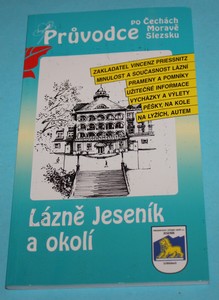 Průvodce
po Čechách
Moravě
Slezsku
ZAKLADATEL VINCENZ PRIESSNITZ
MINULOST A SOUČASNOST LÁZNÍ
PRAMENY A POMNÍKY
UŽITEČNÉ INFORMACE
VYCHÁZKY A VÝLETY
PĚŠKY, NA KOLE
NA LYŽÍCH, AUTEM
Lázně Jeseník
a okolí